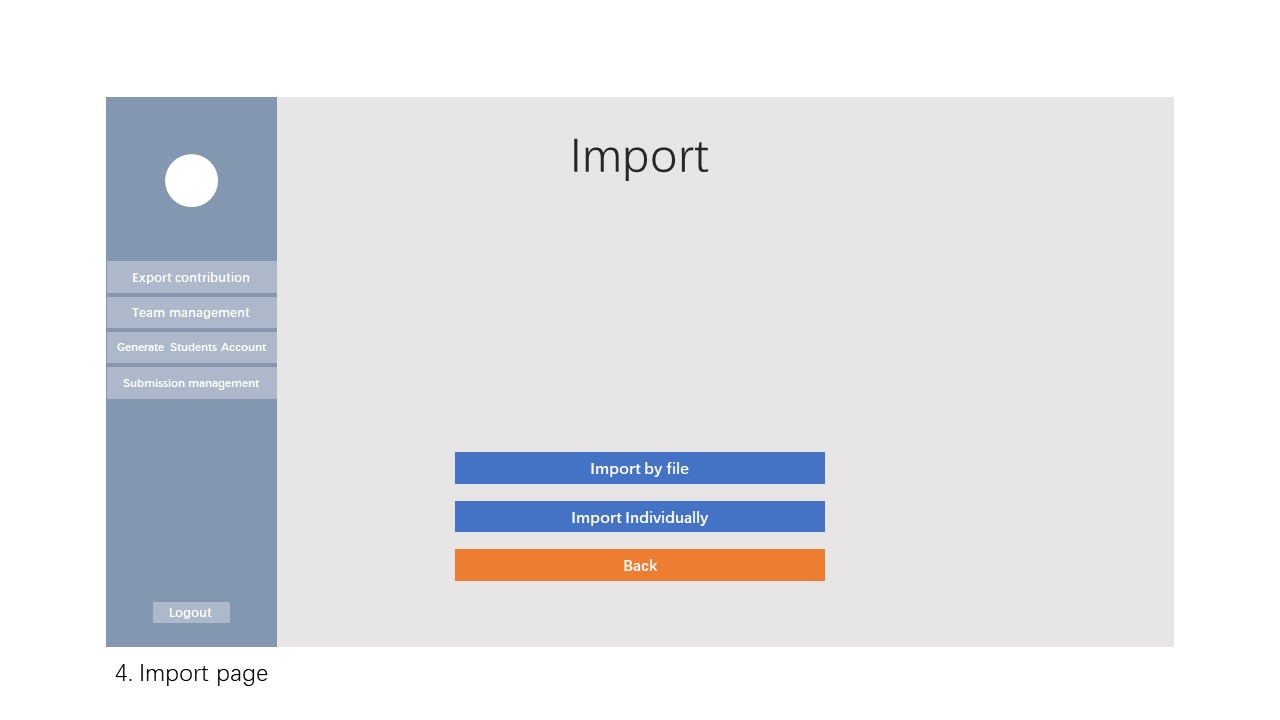 Import
Export contribution
Team management
Generate Students Account
Submission management
Import by file
Import Individually
Back
Logout
4. Import page